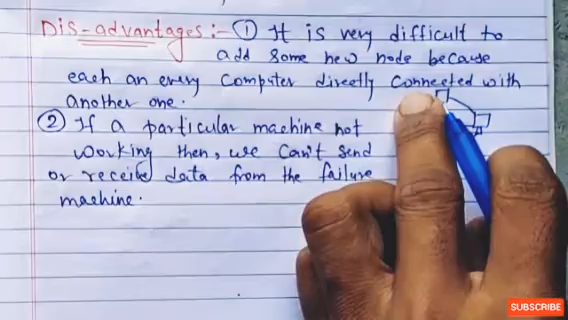 Dis-advantages :- ① It is very difficult to
add some new node because
each an every computer directly connected with
another one.
② If a particular machine not
working then, we can't send
or receive data from the failure
machine.
SUBSCRIBE